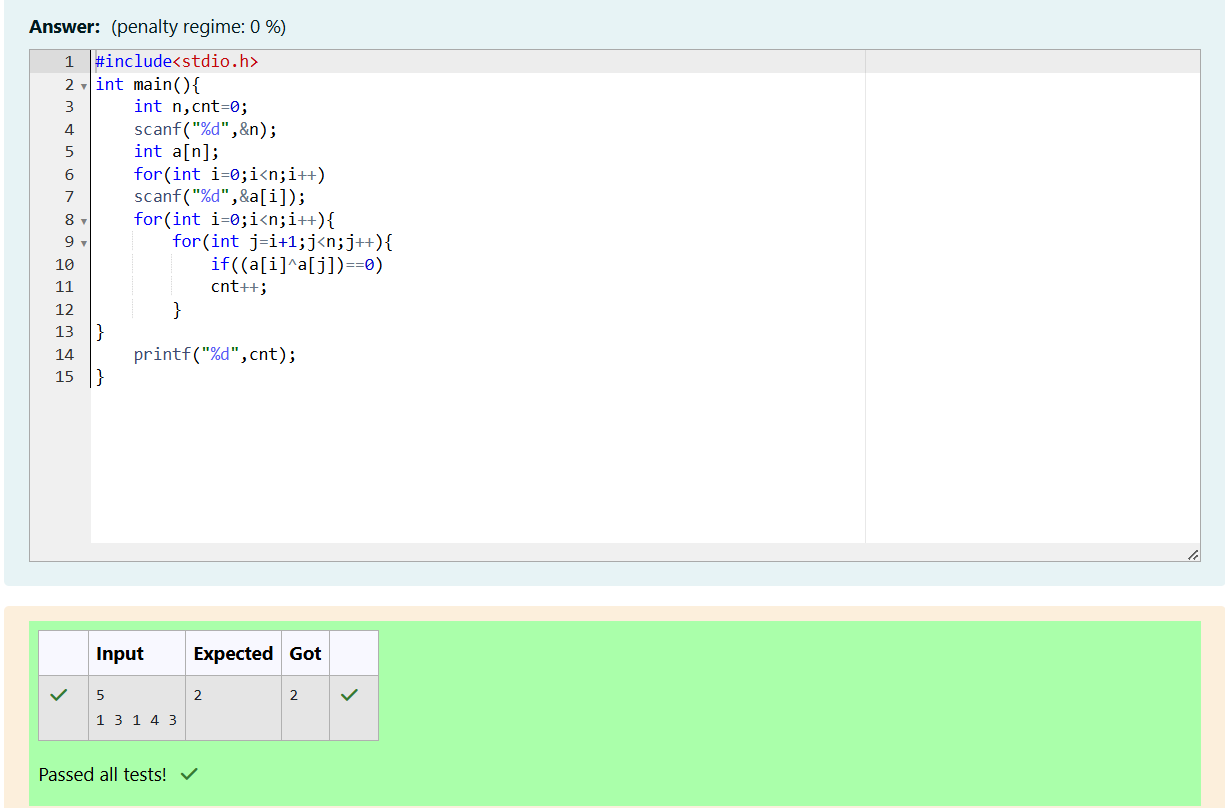 Answer: (penalty regime: 0 %)
1 #include<stdio.h>
2 int main(){
3     int n,cnt=0;
4     scanf("%d",&n);
5     int a[n];
6     for(int i=0;i<n;i++)
7     scanf("%d",&a[i]);
8     for(int i=0;i<n;i++){
9         for(int j=i+1;j<n;j++){
10             if((a[i]^a[j])==0)
11             cnt++;
12         }
13 }
14     printf("%d",cnt);
15 }
Input Expected Got
5 2 2
1 3 1 4 3
Passed all tests!